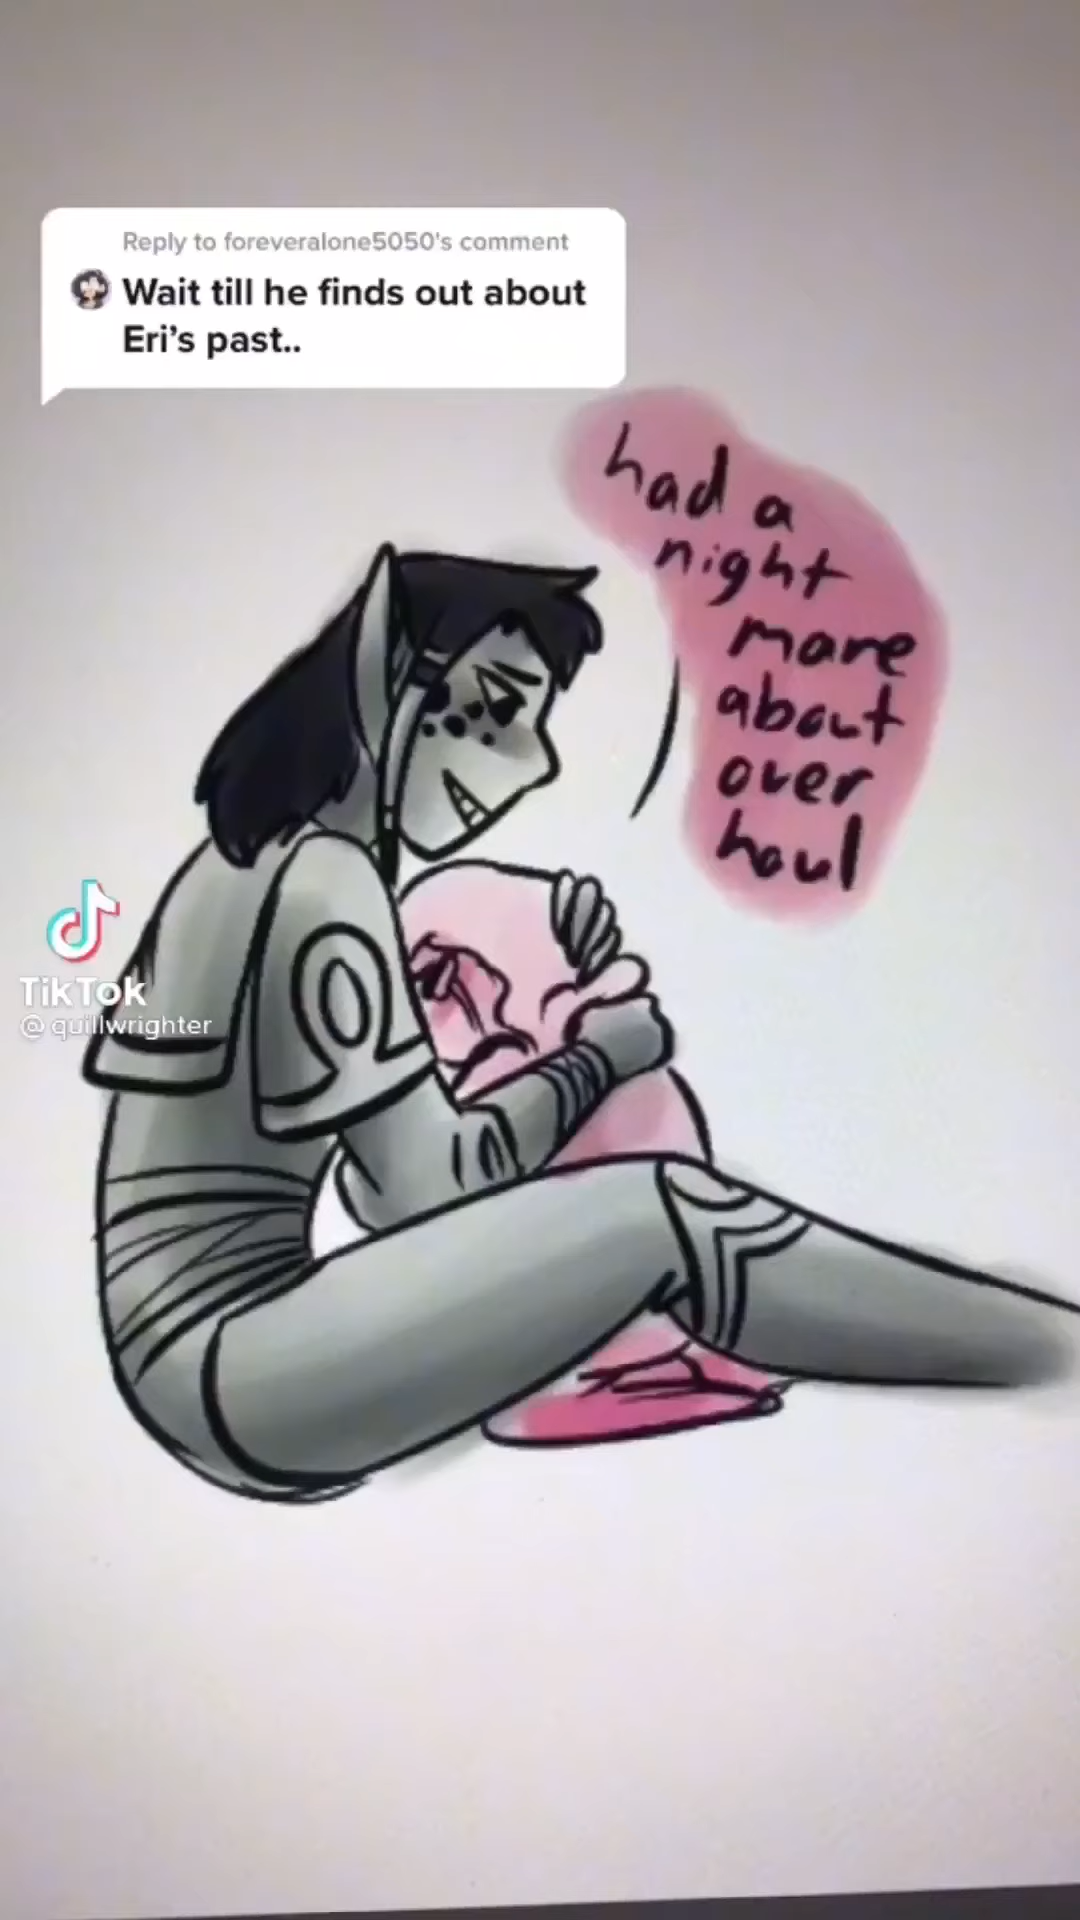 Reply to foreveralone5050's comment
Wait till he finds out about
Eri's past..
had a
night
mare
about
over
haul
TikTok
@quillwrighter